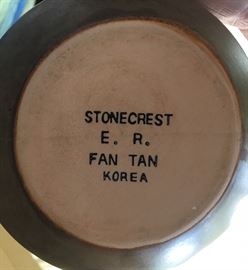 STONECREST
E. R.
FAN TAN
KOREA